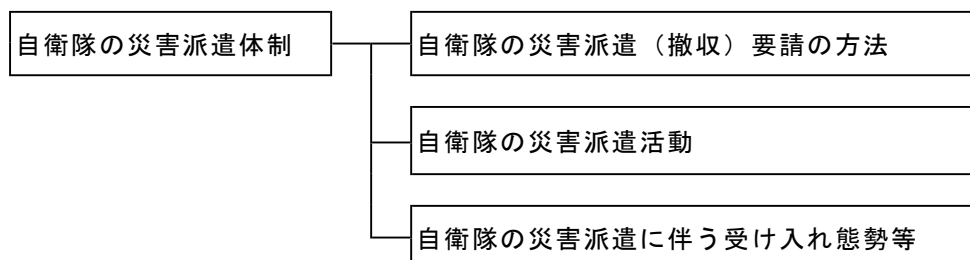 自衛隊の災害派遣体制
自衛隊の災害派遣（撤収）要請の方法
自衛隊の災害派遣活動
自衛隊の災害派遣に伴う受け入れ態勢等